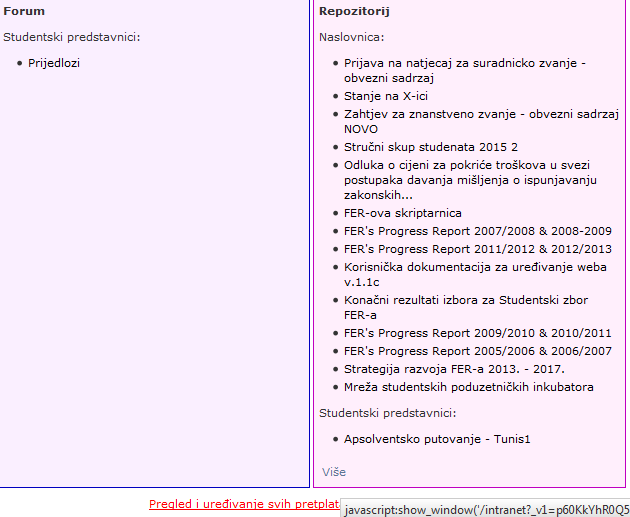 Forum
Studentski predstavnici:
Prijedlozi
Repozitorij
Naslovnica:
Prijava na natjecaj za suradnicko zvanje -
obvezni sadrzaj
Stanje na X-ici
Zahtjev za znanstveno zvanje - obvezni sadrzaj
NOVO
Stručni skup studenata 2015 2
Odluka o cijeni za pokriće troškova u svezi
postupaka davanja mišljenja o ispunjavanju
zakonskih...
FER-ova skriptarnica
FER's Progress Report 2007/2008 & 2008-2009
FER's Progress Report 2011/2012 & 2012/2013
Korisnička dokumentacija za uređivanje weba
v.1.1c
Konačni rezultati izbora za Studentski zbor
FER-a
FER's Progress Report 2009/2010 & 2010/2011
FER's Progress Report 2005/2006 & 2006/2007
Strategija razvoja FER-a 2013. - 2017.
Mreža studentskih poduzetničkih inkubatora
Studentski predstavnici:
Apsolventsko putovanje - Tunis1
Više
Pregled i uređivanje svih pretplat
javascript:show_window('/intranet?_v1=p60KkYhR0Q5